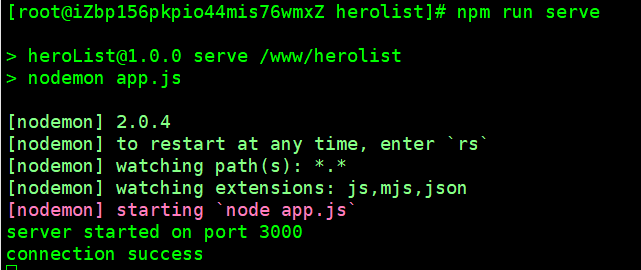 [root@iZbp156pkpio44mis76wmxZ herolist]# npm run serve
> heroList@1.0.0 serve /www/herolist
> nodemon app.js
[nodemon] 2.0.4
[nodemon] to restart at any time, enter `rs`
[nodemon] watching path(s): *.*
[nodemon] watching extensions: js,mjs,json
[nodemon] starting `node app.js`
server started on port 3000
connection success